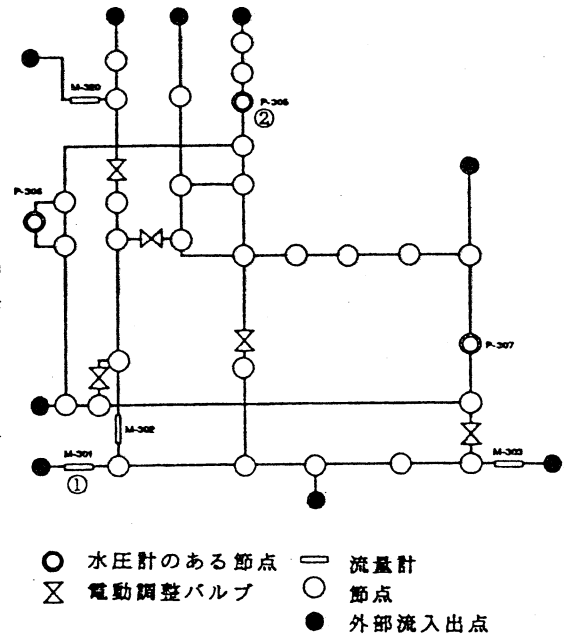 M-320
P-305
②
P-306
P-307
M-302
M-301
①
M-303
水圧計のある節点
流量計
電動調整バルブ
節点
外部流入出点